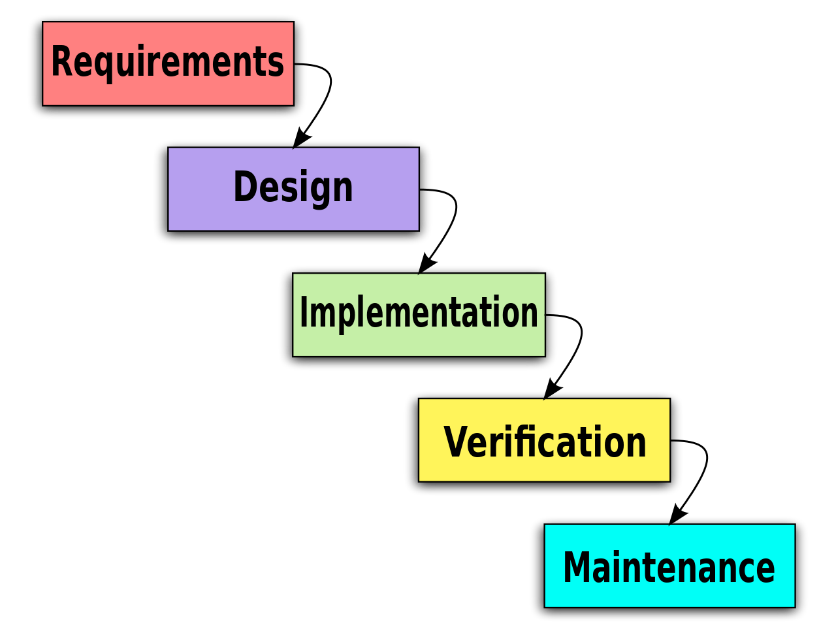 Requirements
Design
Implementation
Verification
Maintenance